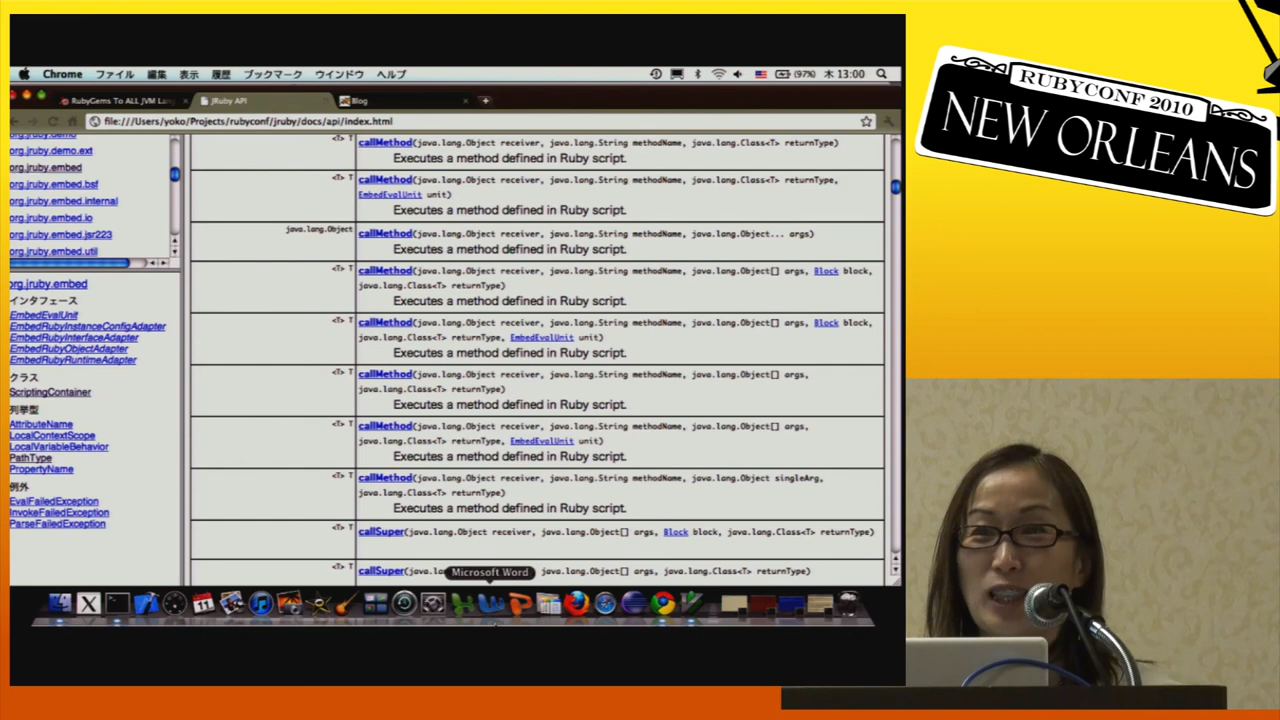 Chrome ファイル 編集 表示 履歴 ブックマーク ウインドウ ヘルプ (97%) 木 13:00
RubyGems To ALL JVM Lan JRuby API Blog
file:///Users/yoko/Projects/rubyconf/jruby/docs/api/index.html
org.jruby.demo
org.jruby.demo.ext
org.jruby.embed
org.jruby.embed.bsf
org.jruby.embed.internal
org.jruby.embed.io
org.jruby.embed.jsr223
org.jruby.embed.util
org.jruby.embed
インタフェース
EmbedEvalUnit
EmbedRubyInstanceConfigAdapter
EmbedRubyInterfaceAdapter
EmbedRubyObjectAdapter
EmbedRubyRuntimeAdapter
クラス
ScriptingContainer
列挙型
AttributeName
LocalContextScope
LocalVariableBehavior
PathType
PropertyName
例外
EvalFailedException
InvokeFailedException
ParseFailedException
<T> T callMethod(java.lang.Object receiver, java.lang.String methodName, java.lang.Class<T> returnType)
Executes a method defined in Ruby script.
<T> T callMethod(java.lang.Object receiver, java.lang.String methodName, java.lang.Class<T> returnType,
EmbedEvalUnit unit)
Executes a method defined in Ruby script.
java.lang.Object callMethod(java.lang.Object receiver, java.lang.String methodName, java.lang.Object... args)
Executes a method defined in Ruby script.
<T> T callMethod(java.lang.Object receiver, java.lang.String methodName, java.lang.Object[] args, Block block,
java.lang.Class<T> returnType)
Executes a method defined in Ruby script.
<T> T callMethod(java.lang.Object receiver, java.lang.String methodName, java.lang.Object[] args, Block block,
java.lang.Class<T> returnType, EmbedEvalUnit unit)
Executes a method defined in Ruby script.
<T> T callMethod(java.lang.Object receiver, java.lang.String methodName, java.lang.Object[] args,
java.lang.Class<T> returnType)
Executes a method defined in Ruby script.
<T> T callMethod(java.lang.Object receiver, java.lang.String methodName, java.lang.Object[] args,
java.lang.Class<T> returnType, EmbedEvalUnit unit)
Executes a method defined in Ruby script.
<T> T callMethod(java.lang.Object receiver, java.lang.String methodName, java.lang.Object singleArg,
java.lang.Class<T> returnType)
Executes a method defined in Ruby script.
<T> T callSuper(java.lang.Object receiver, java.lang.Object[] args, Block block, java.lang.Class<T> returnType)
<T> T callSuper(java.la java.lang.Object[] args, java.lang.Class<T> returnType)
Microsoft Word
11
RUBYCONF 2010
NEW ORLEANS